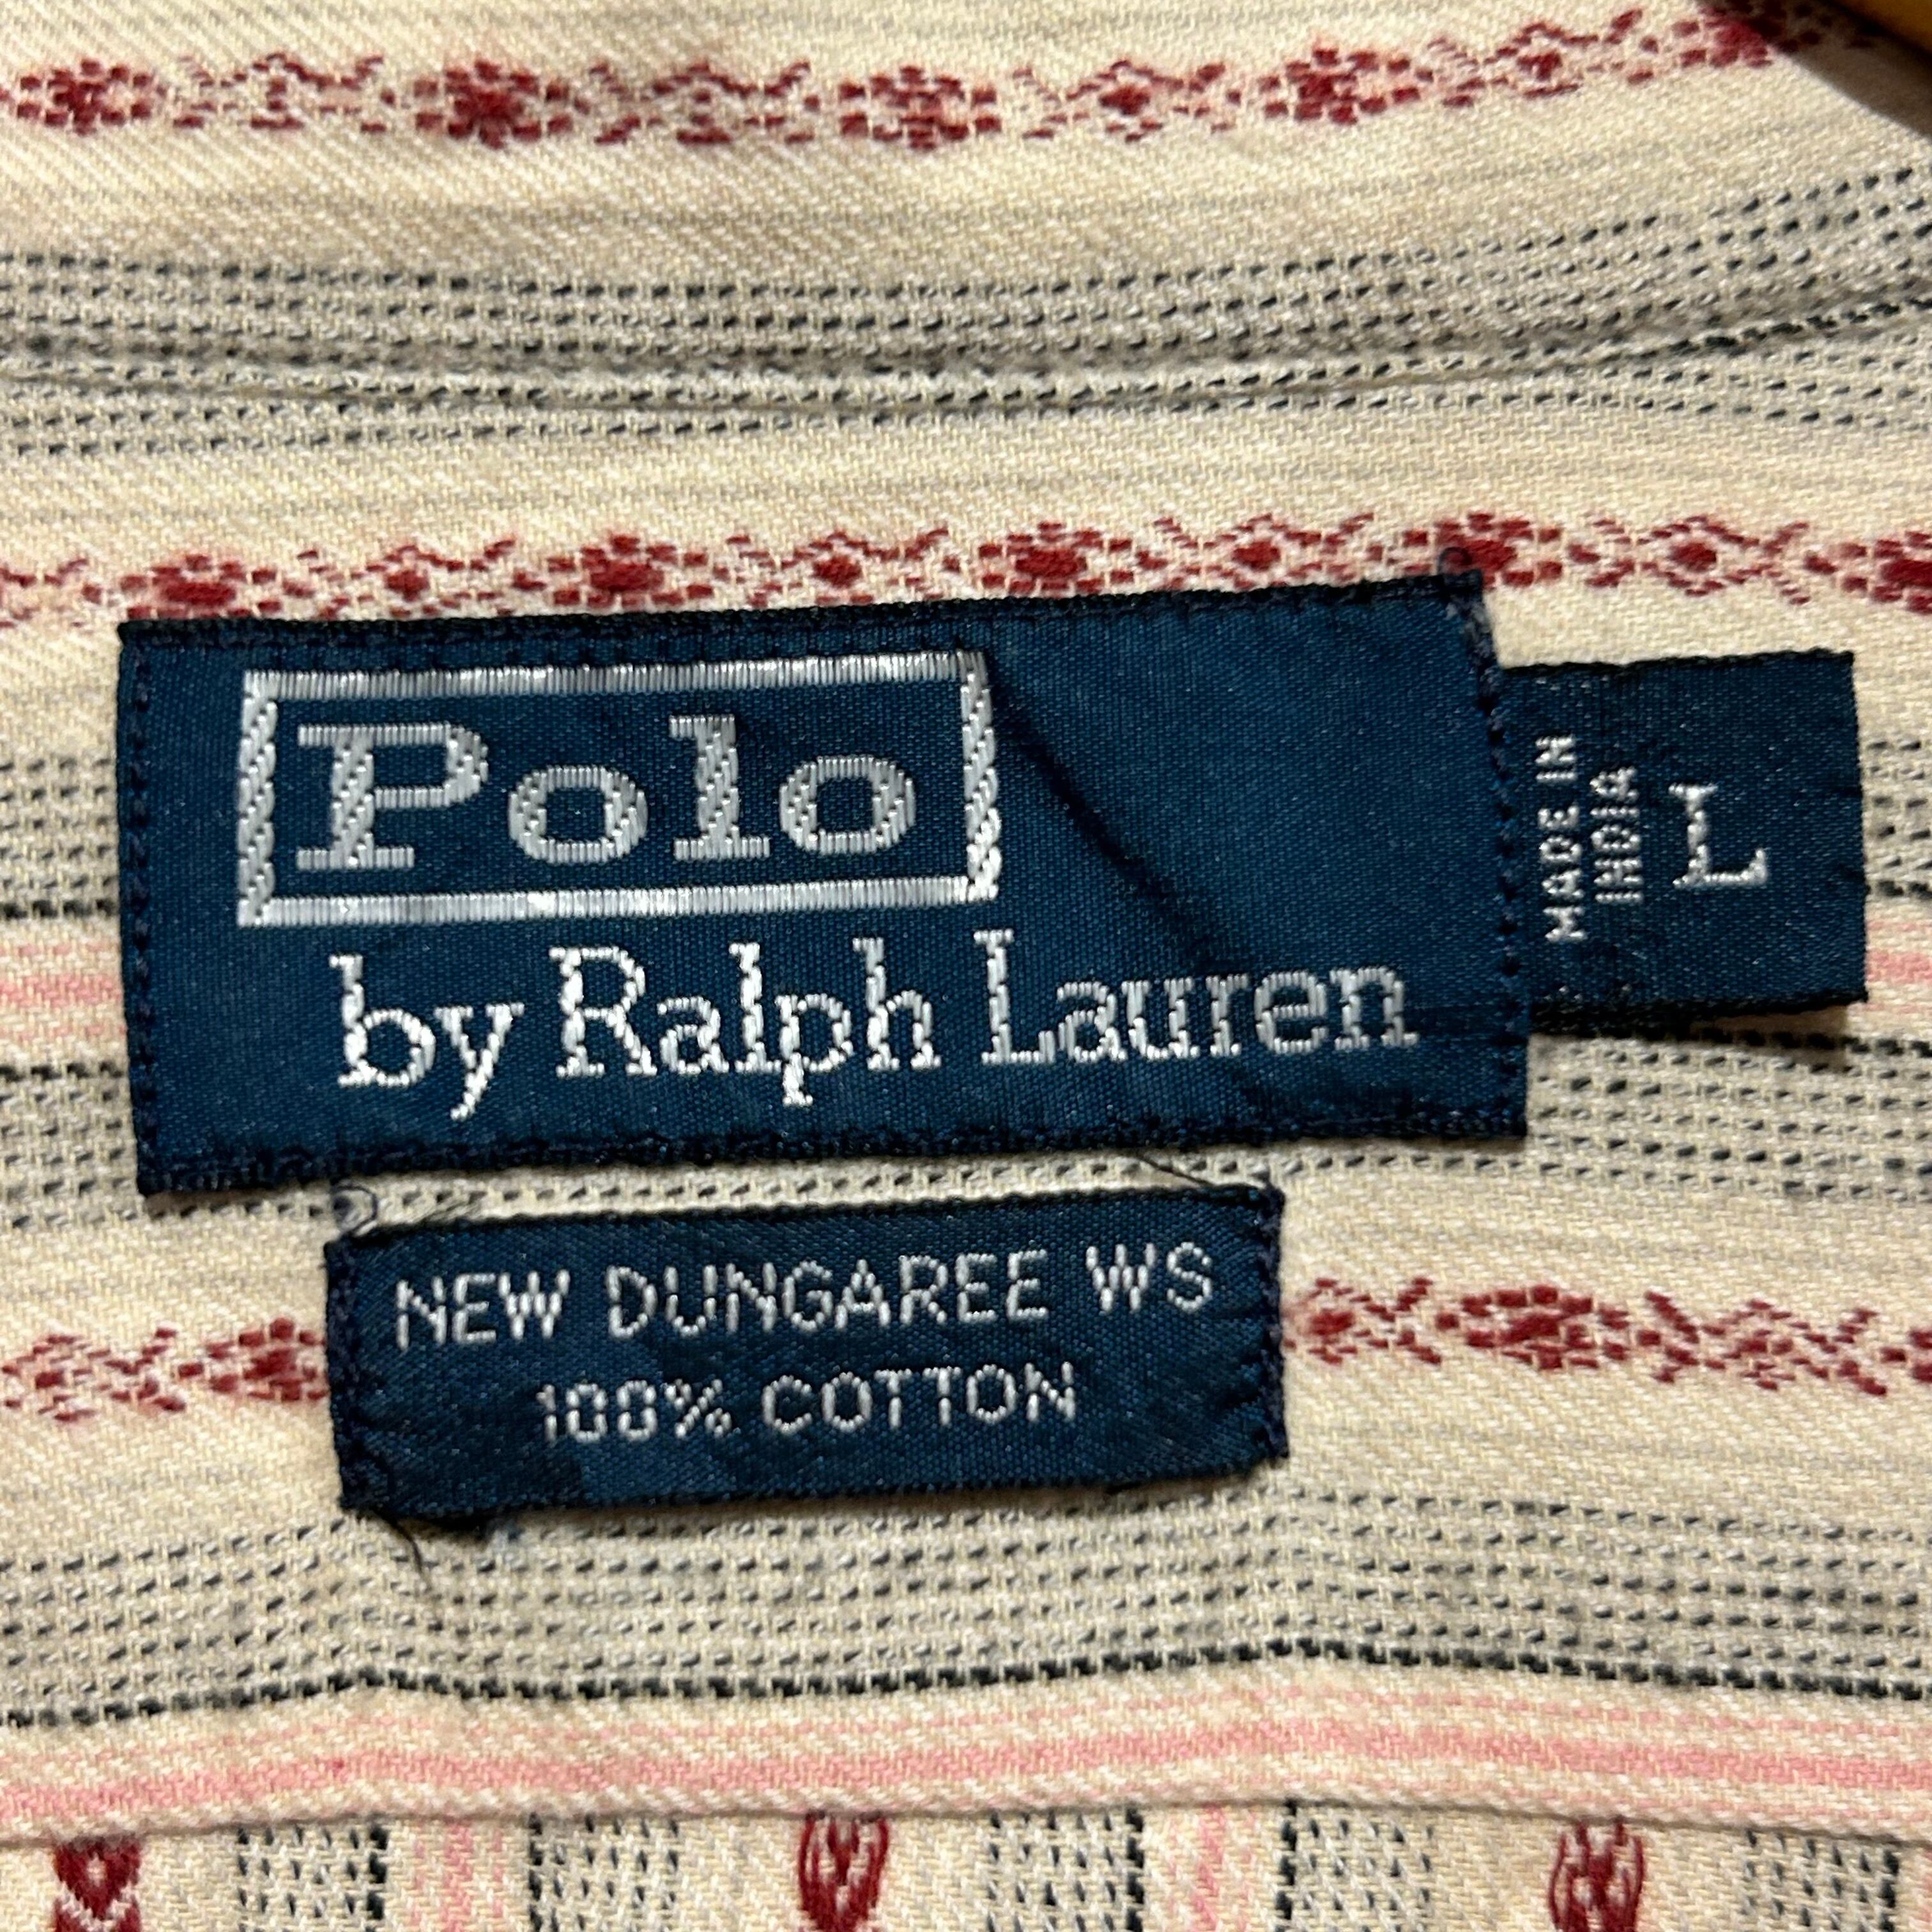 Polo
by Ralph Lauren
MADE IN
INDIA
L
NEW DUNGAREE WS
100% COTTON